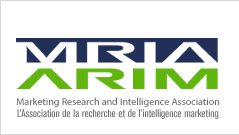 MRIA
ARIM
Marketing Research and Intelligence Association
L'Association de la recherche et de l'intelligence marketing